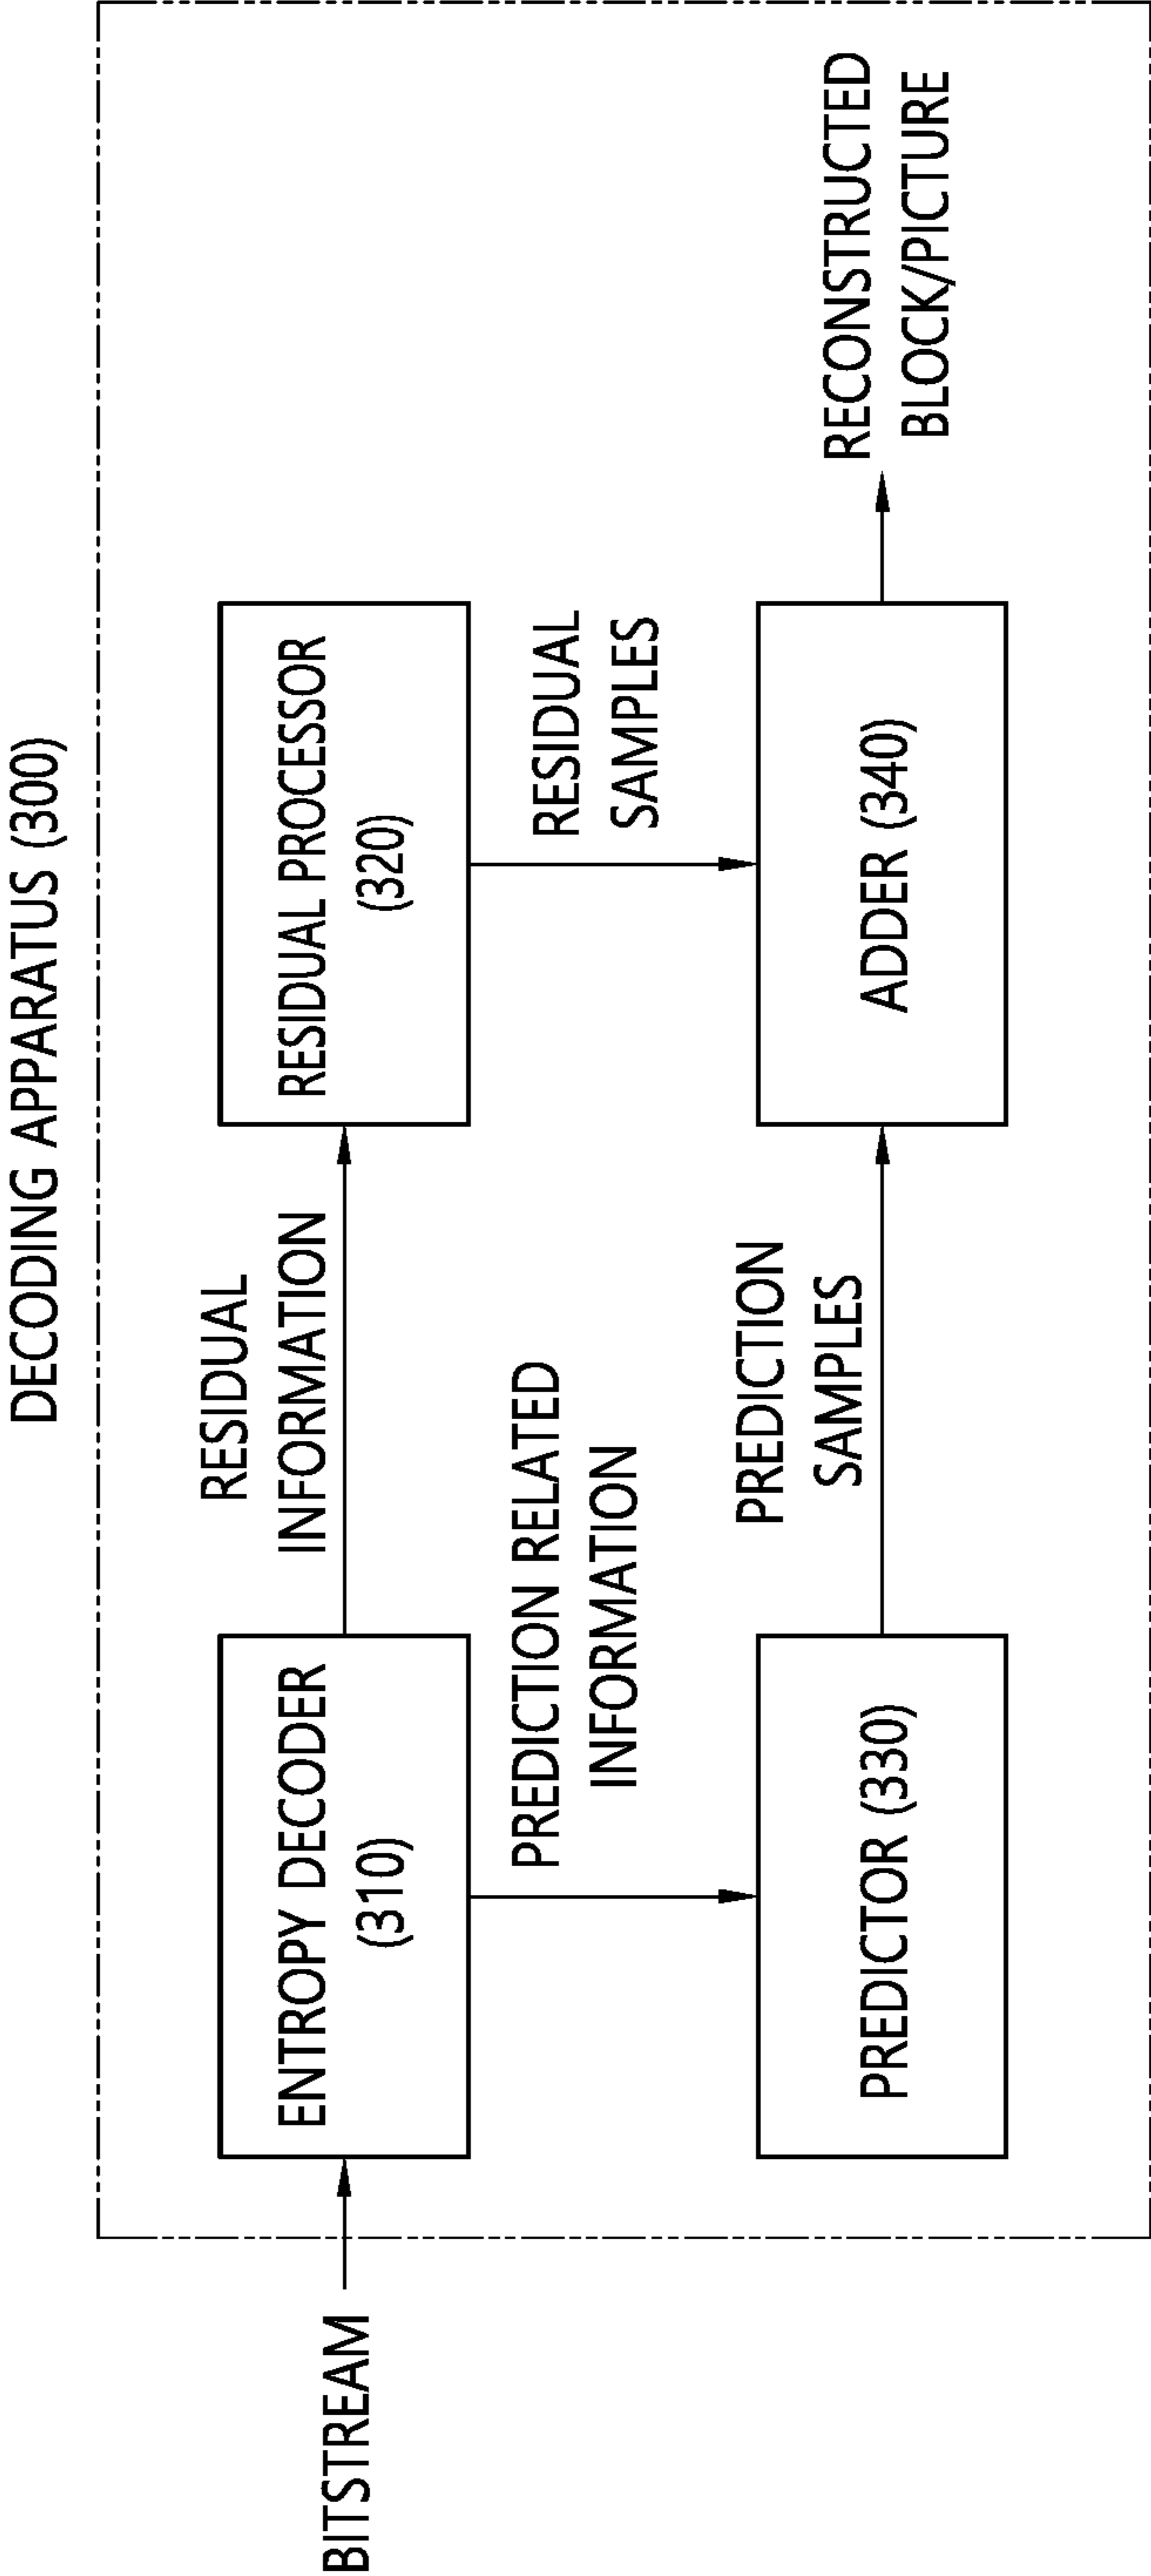 DECODING APPARATUS (300)
BITSTREAM
ENTROPY DECODER
(310)
RESIDUAL
INFORMATION
RESIDUAL PROCESSOR
(320)
PREDICTION RELATED
INFORMATION
RESIDUAL
SAMPLES
PREDICTOR (330)
PREDICTION
SAMPLES
ADDER (340)
RECONSTRUCTED
BLOCK/PICTURE